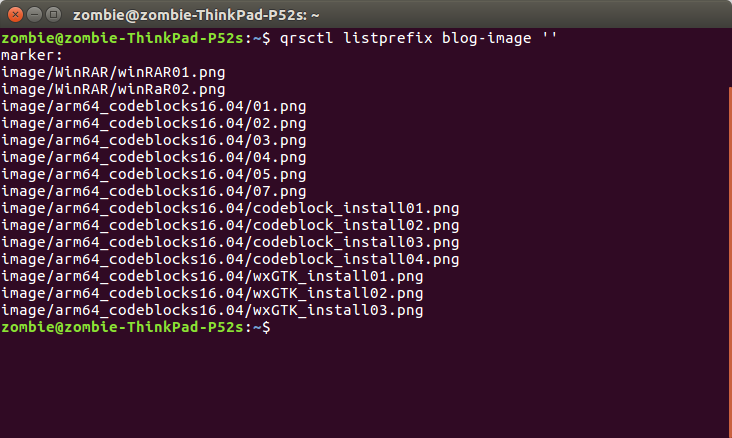 zombie@zombie-ThinkPad-P52s: ~
zombie@zombie-ThinkPad-P52s:~$ qrsctl listprefix blog-image ''
marker:
image/WinRAR/winRAR01.png
image/WinRAR/winRaR02.png
image/arm64_codeblocks16.04/01.png
image/arm64_codeblocks16.04/02.png
image/arm64_codeblocks16.04/03.png
image/arm64_codeblocks16.04/04.png
image/arm64_codeblocks16.04/05.png
image/arm64_codeblocks16.04/07.png
image/arm64_codeblocks16.04/codeblock_install01.png
image/arm64_codeblocks16.04/codeblock_install02.png
image/arm64_codeblocks16.04/codeblock_install03.png
image/arm64_codeblocks16.04/codeblock_install04.png
image/arm64_codeblocks16.04/wxGTK_install01.png
image/arm64_codeblocks16.04/wxGTK_install02.png
image/arm64_codeblocks16.04/wxGTK_install03.png
zombie@zombie-ThinkPad-P52s:~$